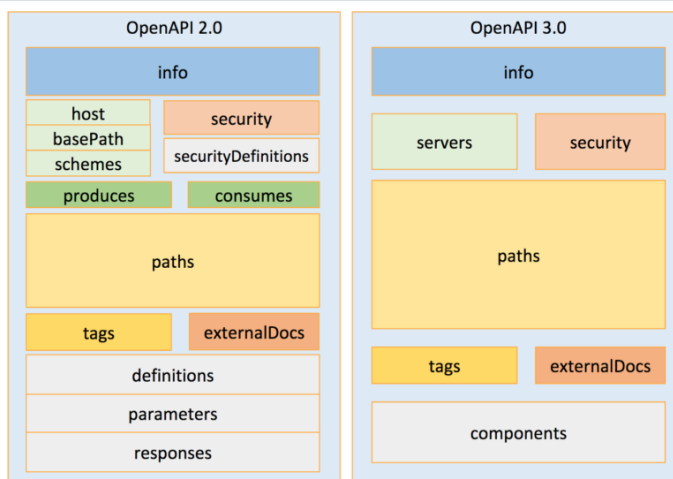 OpenAPI 2.0
info
host
basePath
schemes
security
securityDefinitions
produces
consumes
paths
tags
externalDocs
definitions
parameters
responses
OpenAPI 3.0
info
servers
security
paths
tags
externalDocs
components